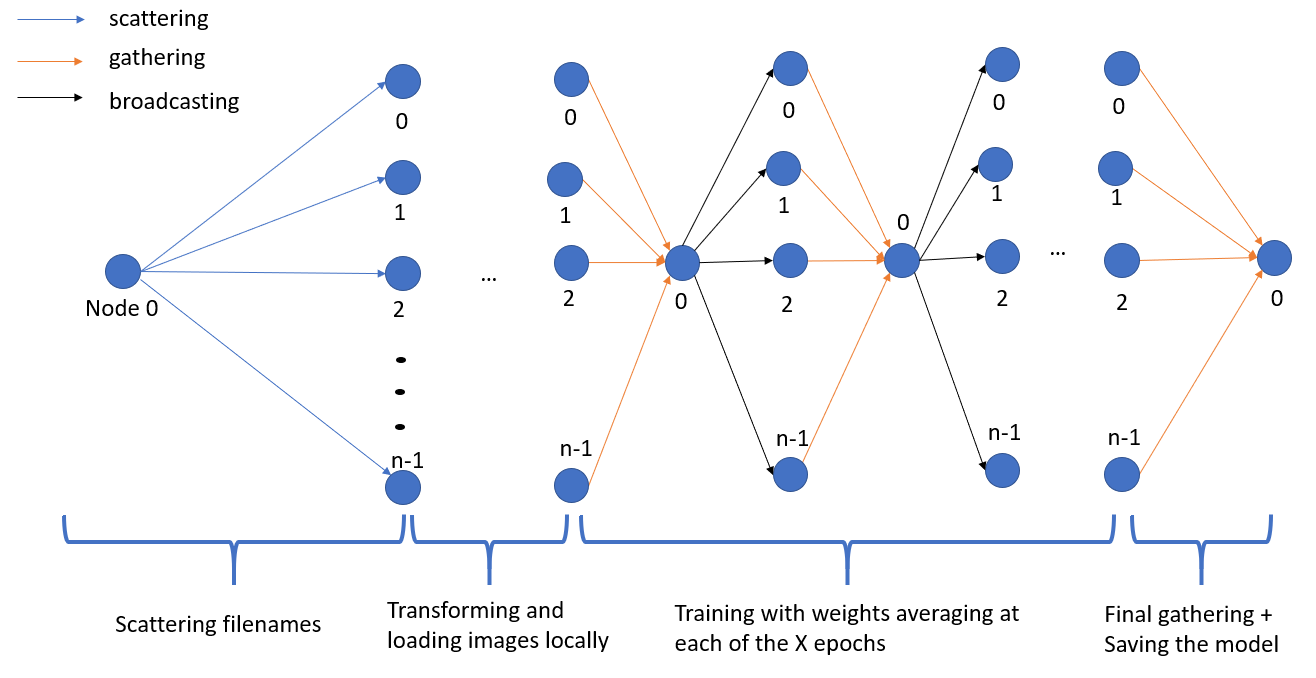 scattering
gathering
broadcasting
0
0
0
0
0
1
1
1
1
1
0
Node 0
2
...
2
0
2
2
...
2
0
n-1
n-1
n-1
n-1
n-1
Scattering filenames
Transforming and
loading images locally
Training with weights averaging at
each of the X epochs
Final gathering +
Saving the model